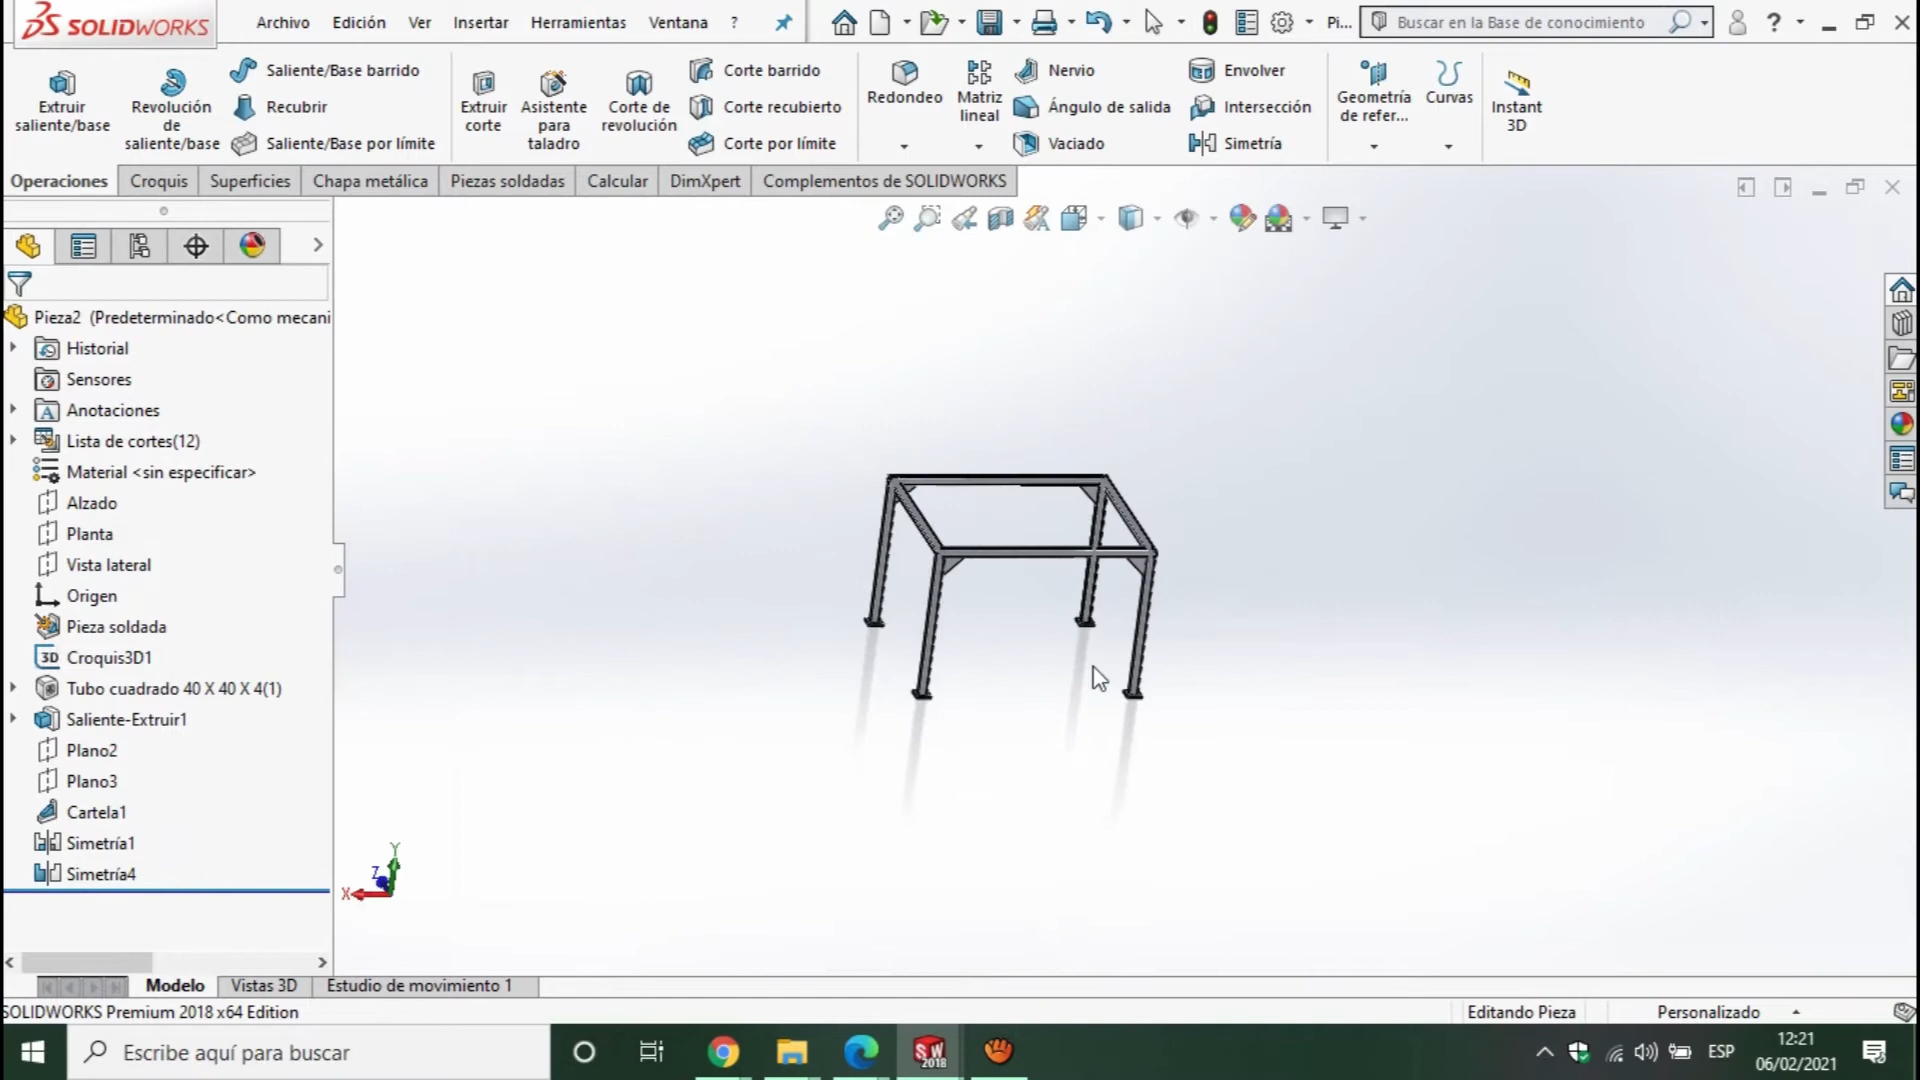 SOLIDWORKS
Archivo Edición Ver Insertar Herramientas Ventana ? Pi... Buscar en la Base de conocimiento ?
Extruir saliente/base
Revolución de saliente/base
Saliente/Base barrido
Recubrir
Saliente/Base por límite
Extruir corte
Asistente para taladro
Corte de revolución
Corte barrido
Corte recubierto
Corte por límite
Redondeo
Matriz lineal
Nervio
Ángulo de salida
Vaciado
Envolver
Intersección
Simetría
Geometría de refer...
Curvas
Instant 3D
Operaciones Croquis Superficies Chapa metálica Piezas soldadas Calcular DimXpert Complementos de SOLIDWORKS
Pieza2 (Predeterminado<Como mecani
Historial
Sensores
Anotaciones
Lista de cortes(12)
Material <sin especificar>
Alzado
Planta
Vista lateral
Origen
Pieza soldada
3D Croquis3D1
Tubo cuadrado 40 X 40 X 4(1)
Saliente-Extruir1
Plano2
Plano3
Cartela1
Simetría1
Simetría4
Y
Z
X
Modelo Vistas 3D Estudio de movimiento 1
SOLIDWORKS Premium 2018 x64 Edition Editando Pieza Personalizado
Escribe aquí para buscar
SW 2018
ESP
12:21
06/02/2021